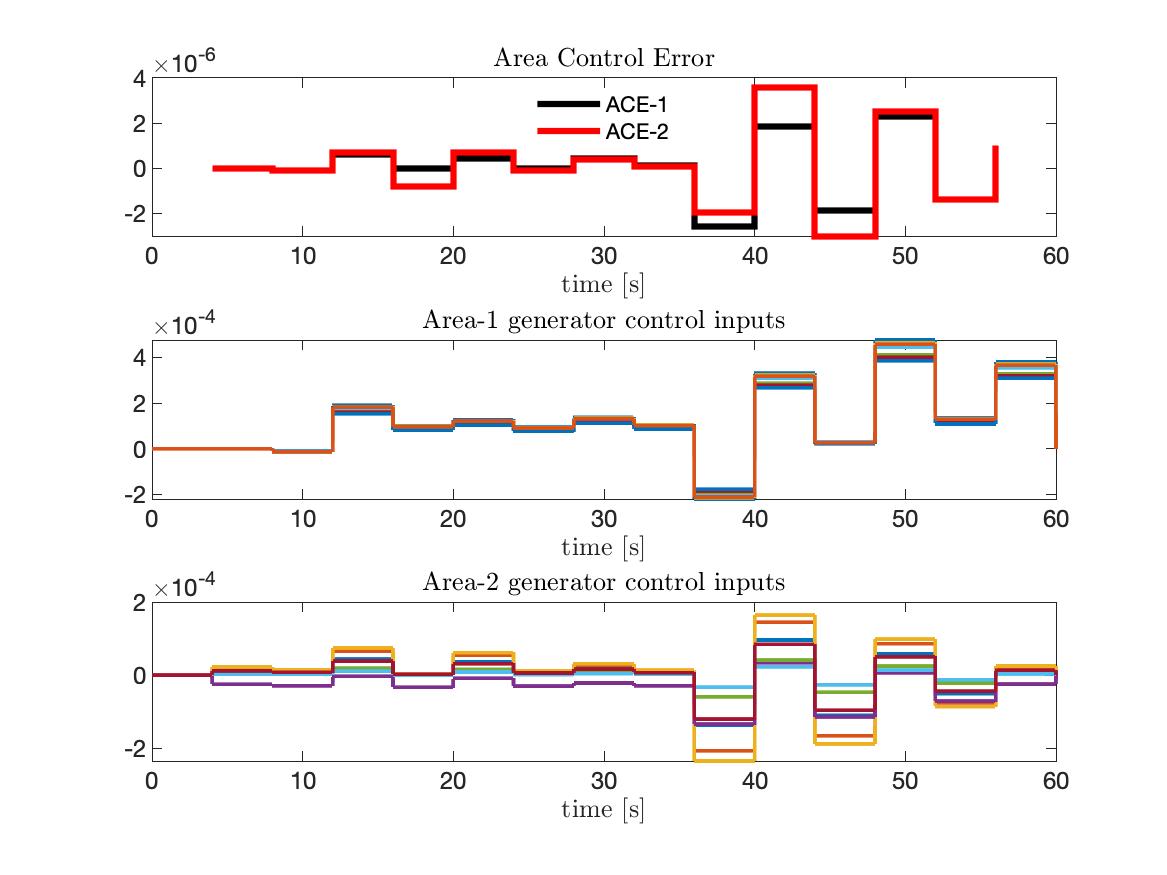 Area Control Error
×10-6
4
2
0
-2
ACE-1
ACE-2
0 10 20 30 40 50 60
time [s]
Area-1 generator control inputs
×10-4
4
2
0
-2
0 10 20 30 40 50 60
time [s]
Area-2 generator control inputs
×10-4
2
0
-2
0 10 20 30 40 50 60
time [s]